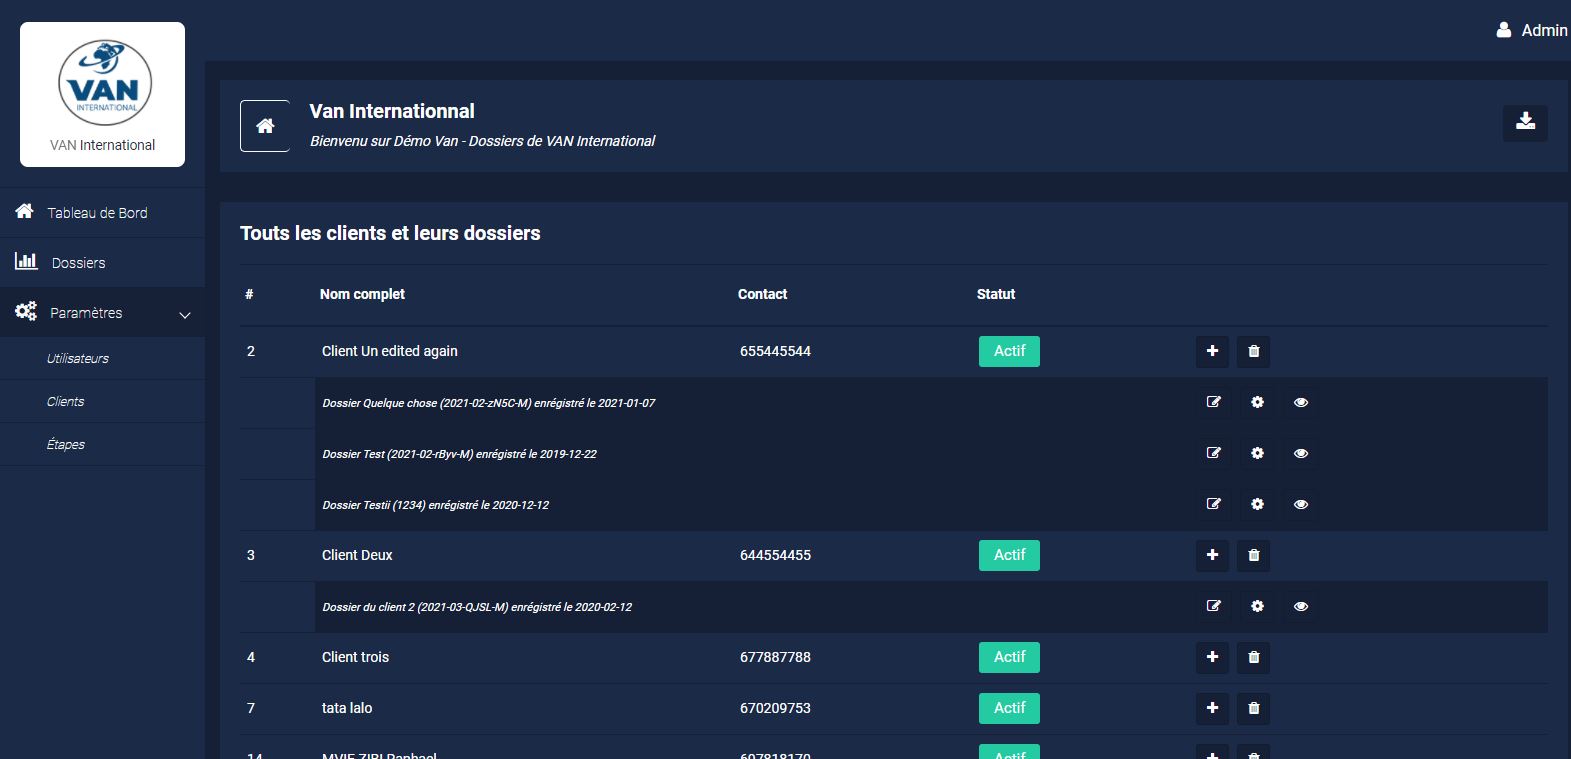 VAN
INTERNATIONAL
VAN International
Admin
Van Internationnal
Bienvenu sur Démo Van - Dossiers de VAN International
Tableau de Bord
Dossiers
Paramètres
Utilisateurs
Clients
Étapes
Touts les clients et leurs dossiers
# Nom complet Contact Statut
2 Client Un edited again 655445544 Actif
Dossier Quelque chose (2021-02-zN5C-M) enrégistré le 2021-01-07
Dossier Test (2021-02-rByv-M) enrégistré le 2019-12-22
Dossier Testii (1234) enrégistré le 2020-12-12
3 Client Deux 644554455 Actif
Dossier du client 2 (2021-03-QJSL-M) enrégistré le 2020-02-12
4 Client trois 677887788 Actif
7 tata lalo 670209753 Actif
14 Actif